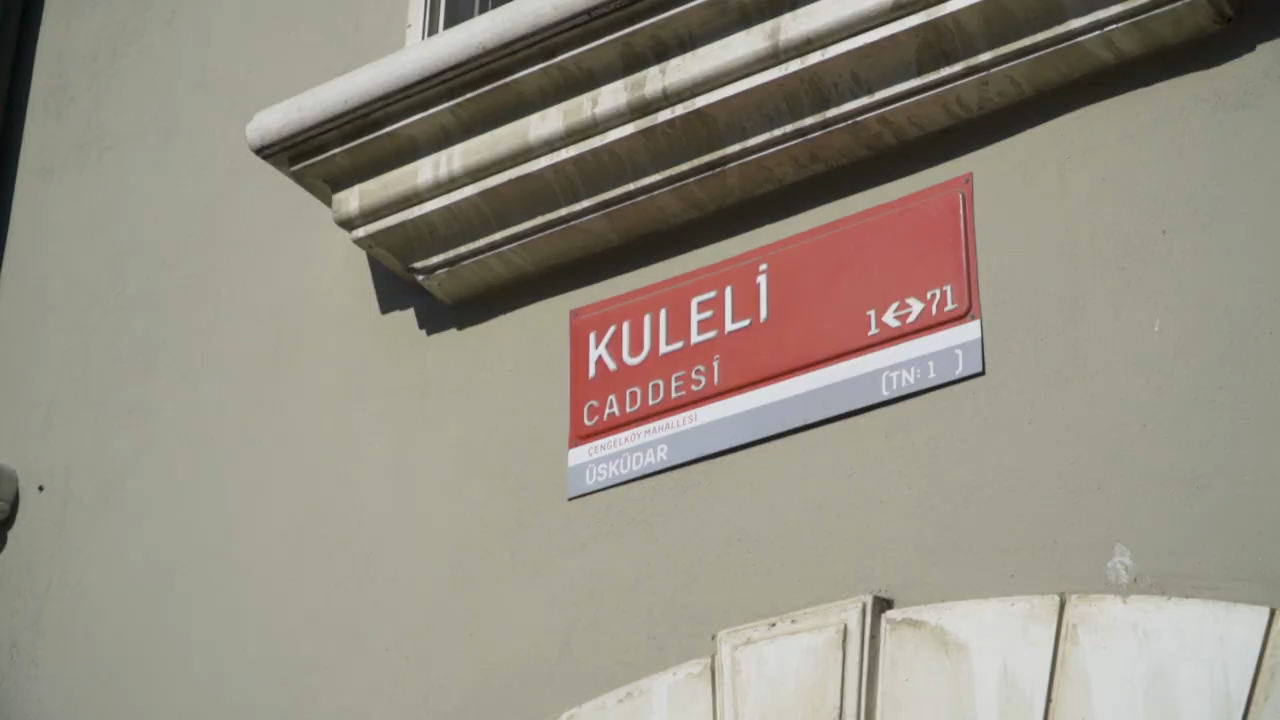 KULELİ
1↔71
CADDESİ
ÇENGELKÖY MAHALLESİ
(TN: 1 )
ÜSKÜDAR